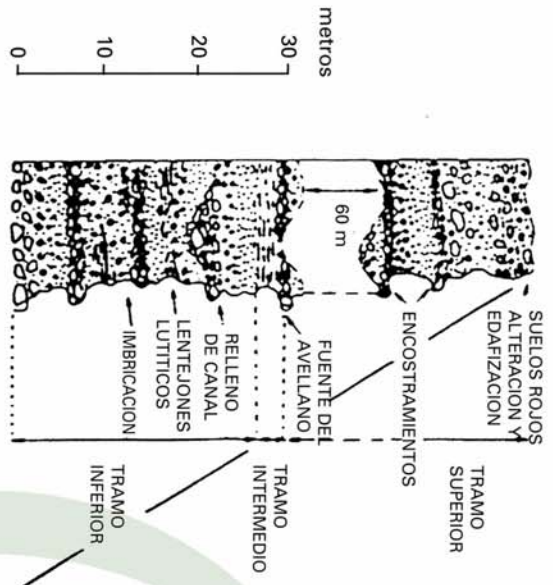 metros
30
20
10
0
60 m
SUELOS ROJOS
ALTERACION Y
EDAFIZACION
ENCOSTRAMIENTOS
FUENTE DEL
AVELLANO
RELLENO
DE CANAL
LENTEJONES
LUTITICOS
IMBRICACION
TRAMO
SUPERIOR
TRAMO
INTERMEDIO
TRAMO
INFERIOR